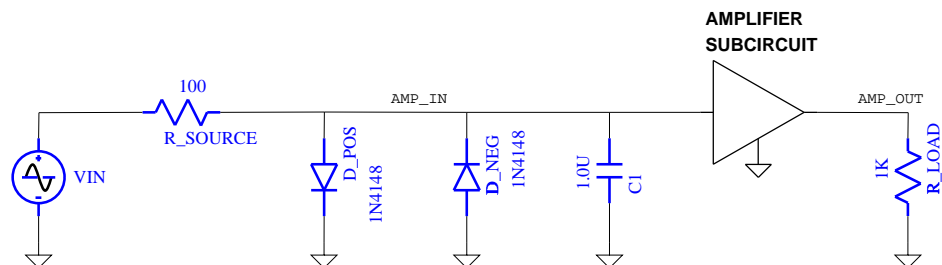 AMPLIFIER
SUBCIRCUIT
100
AMP_IN
AMP_OUT
R_SOURCE
VIN
D_POS
1N4148
D_NEG
1N4148
1.0U
C1
1K
R_LOAD